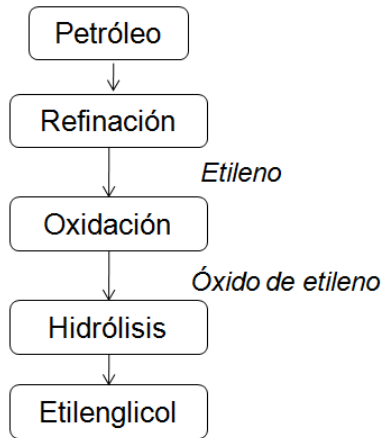 Petróleo
Refinación
Etileno
Oxidación
Óxido de etileno
Hidrólisis
Etilenglicol